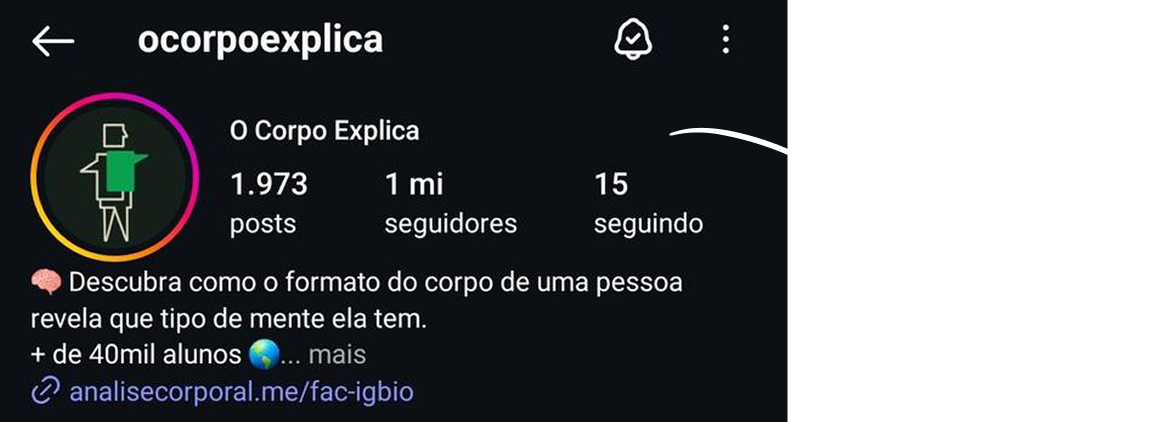 ocorpoexplica
O Corpo Explica
1.973 1 mi 15
posts seguidores seguindo
🧠 Descubra como o formato do corpo de uma pessoa
revela que tipo de mente ela tem.
+ de 40mil alunos 🌎... mais
analisecorporal.me/fac-igbio